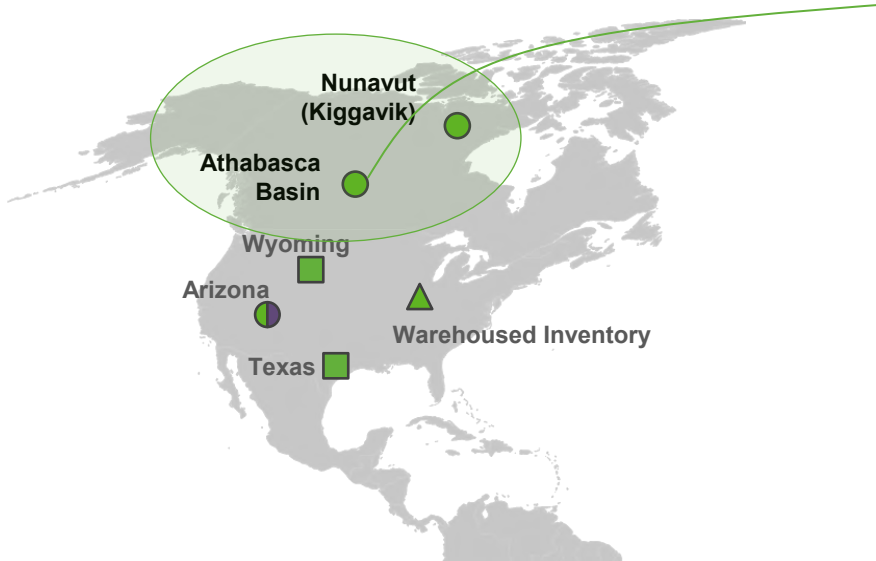 Nunavut
(Kiggavik)
Athabasca
Basin
Wyoming
Arizona
Warehoused Inventory
Texas